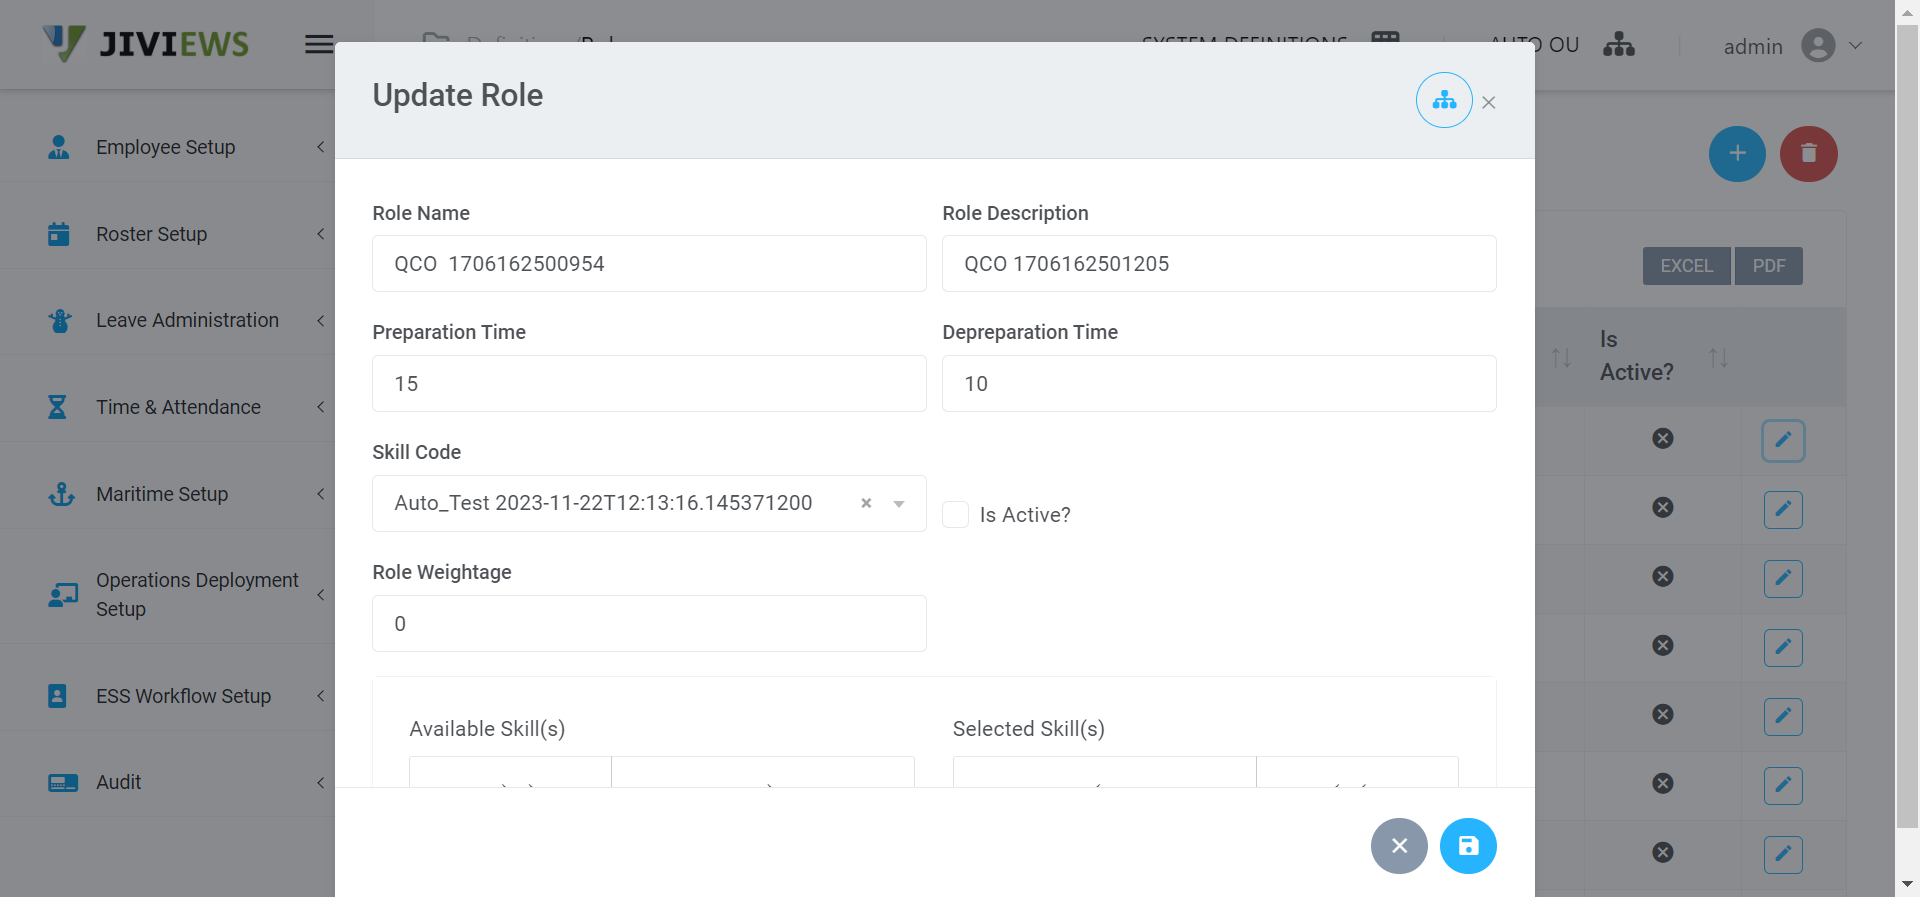 JIVIEWS
AUTO OU
admin
Update Role
Employee Setup
Roster Setup
Leave Administration
Time & Attendance
Maritime Setup
Operations Deployment
Setup
ESS Workflow Setup
Audit
Role Name
Role Description
QCO  1706162500954
QCO 1706162501205
Preparation Time
Depreparation Time
15
10
Skill Code
Auto_Test 2023-11-22T12:13:16.145371200
Is Active?
Role Weightage
0
Available Skill(s)
Selected Skill(s)
EXCEL
PDF
Is
Active?